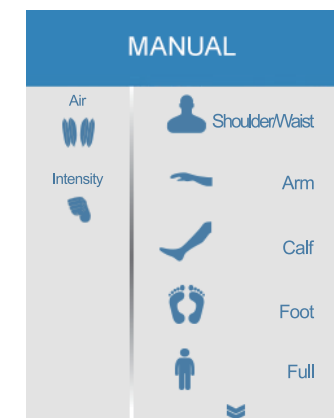 MANUAL
Air
Intensity
Shoulder/Waist
Arm
Calf
Foot
Full